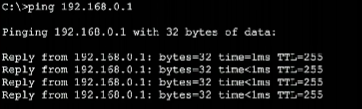 C:\>ping 192.168.0.1
Pinging 192.168.0.1 with 32 bytes of data:
Reply from 192.168.0.1: bytes=32 time=1ms TTL=255
Reply from 192.168.0.1: bytes=32 time<1ms TTL=255
Reply from 192.168.0.1: bytes=32 time<1ms TTL=255
Reply from 192.168.0.1: bytes=32 time<1ms TTL=255